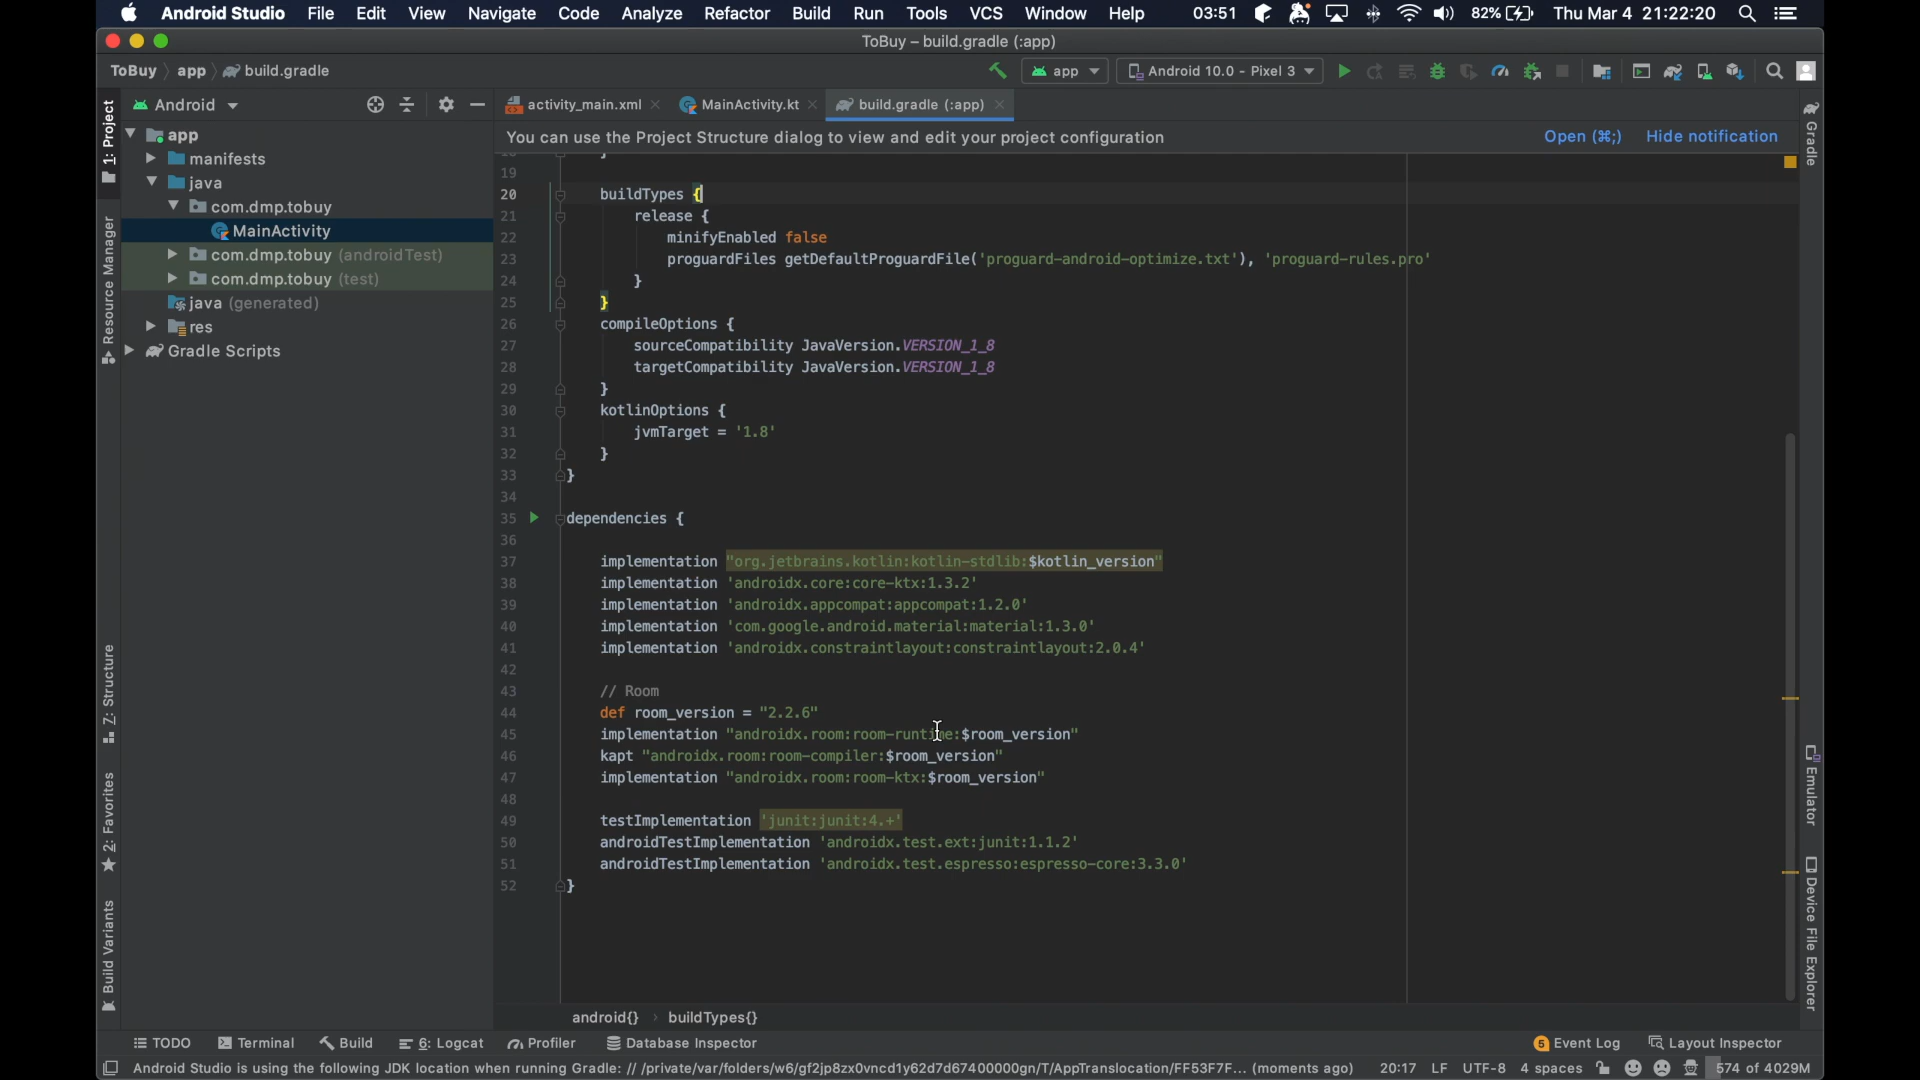 Android Studio File Edit View Navigate Code Analyze Refactor Build Run Tools VCS Window Help 03:51 82% Thu Mar 4 21:22:20
ToBuy – build.gradle (:app)
ToBuy app build.gradle app Android 10.0 - Pixel 3
Android activity_main.xml MainActivity.kt build.gradle (:app)
You can use the Project Structure dialog to view and edit your project configuration Open (⌘;) Hide notification
1: Project
Resource Manager
Z: Structure
2: Favorites
Build Variants
app
manifests
java
com.dmp.tobuy
MainActivity
com.dmp.tobuy (androidTest)
com.dmp.tobuy (test)
java (generated)
res
Gradle Scripts
19
20 buildTypes {
21 release {
22 minifyEnabled false
23 proguardFiles getDefaultProguardFile('proguard-android-optimize.txt'), 'proguard-rules.pro'
24 }
25 }
26 compileOptions {
27 sourceCompatibility JavaVersion.VERSION_1_8
28 targetCompatibility JavaVersion.VERSION_1_8
29 }
30 kotlinOptions {
31 jvmTarget = '1.8'
32 }
33 }
34
35 dependencies {
36
37 implementation "org.jetbrains.kotlin:kotlin-stdlib:$kotlin_version"
38 implementation 'androidx.core:core-ktx:1.3.2'
39 implementation 'androidx.appcompat:appcompat:1.2.0'
40 implementation 'com.google.android.material:material:1.3.0'
41 implementation 'androidx.constraintlayout:constraintlayout:2.0.4'
42
43 // Room
44 def room_version = "2.2.6"
45 implementation "androidx.room:room-runtime:$room_version"
46 kapt "androidx.room:room-compiler:$room_version"
47 implementation "androidx.room:room-ktx:$room_version"
48
49 testImplementation 'junit:junit:4.+'
50 androidTestImplementation 'androidx.test.ext:junit:1.1.2'
51 androidTestImplementation 'androidx.test.espresso:espresso-core:3.3.0'
52 }
Gradle
Emulator
Device File Explorer
android{} › buildTypes{}
TODO Terminal Build 6: Logcat Profiler Database Inspector 5 Event Log Layout Inspector
Android Studio is using the following JDK location when running Gradle: // /private/var/folders/w6/gf2jp8zx0vncd1y62d7d67400000gn/T/AppTranslocation/FF53F7F... (moments ago) 20:17 LF UTF-8 4 spaces 574 of 4029M